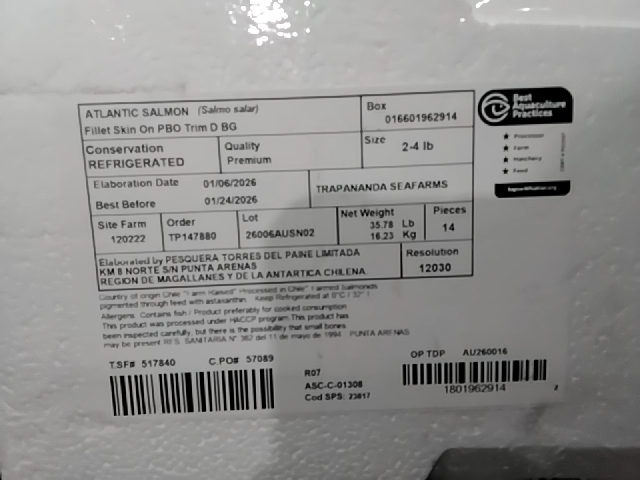 ATLANTIC SALMON (Salmo salar)
Fillet Skin On PBO Trim D BG
Box
016601962914
Conservation
REFRIGERATED
Quality
Premium
Size
2-4 lb
Elaboration Date 01/06/2026
Best Before 01/24/2026
TRAPANANDA SEAFARMS
Site Farm
120222
Order
TP147880
Lot
26006AUSN02
Net Weight
35.78 Lb
16.23 Kg
Pieces
14
Elaborated by PESQUERA TORRES DEL PAINE LIMITADA
KM 8 NORTE S/N PUNTA ARENAS
REGION DE MAGALLANES Y DE LA ANTARTICA CHILENA
Resolution
12030
Country of origin Chile "Farm Raised" Processed in Chile" Farmed Salmonids
pigmented through feed with astaxanthin. Keep Refrigerated at 0°C / 32°
Allergens: Contains fish / Product preferably for cooked consumption
This product was processed under HACCP program. This product has
been inspected carefully, but there is the possibility that small bones
may be present RES. SANITARIA N° 362 del 11 de mayo de 1994 PUNTA ARENAS
T.SF# 517840 C.PO# 57089
R07
ASC-C-01308
Cod SPS: 23817
OP TDP AU260016
1801962914
2
Best
Aquaculture
Practices
★ Processor
★ Farm
★ Hatchery
★ Feed